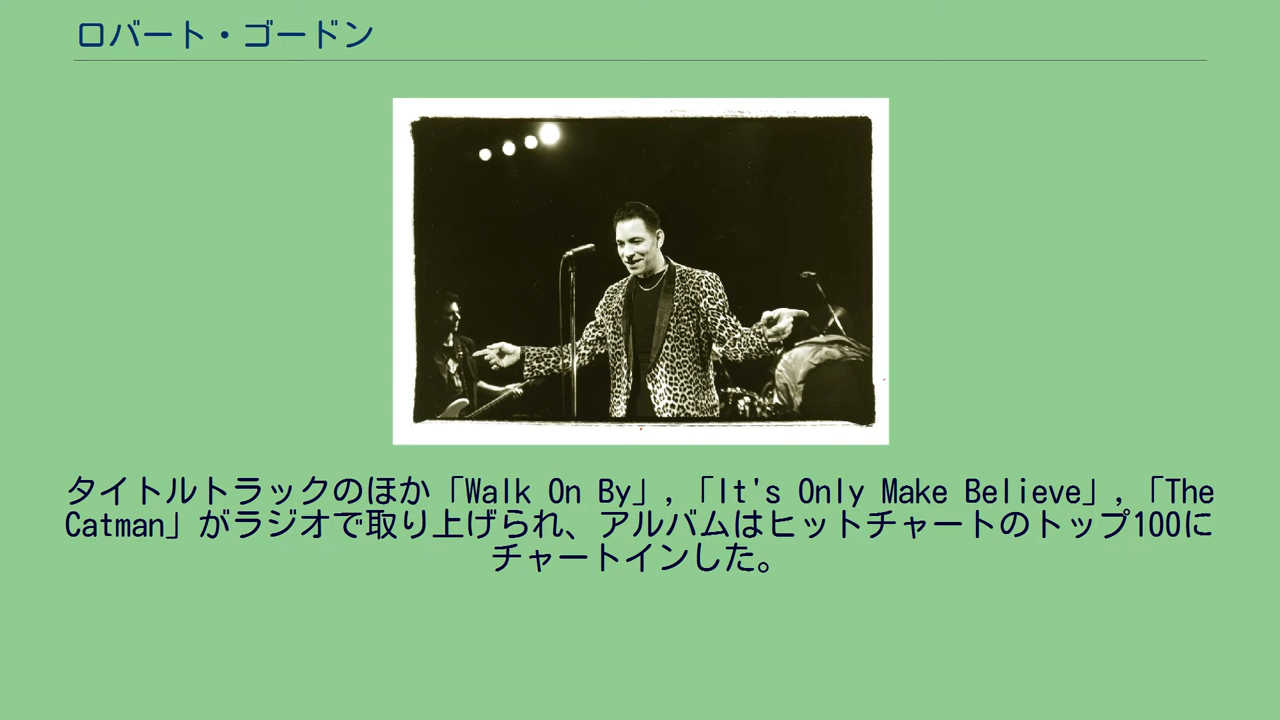 ロバート・ゴードン
タイトルトラックのほか「Walk On By」,「It's Only Make Believe」,「The
Catman」がラジオで取り上げられ、アルバムはヒットチャートのトップ100に
チャートインした。